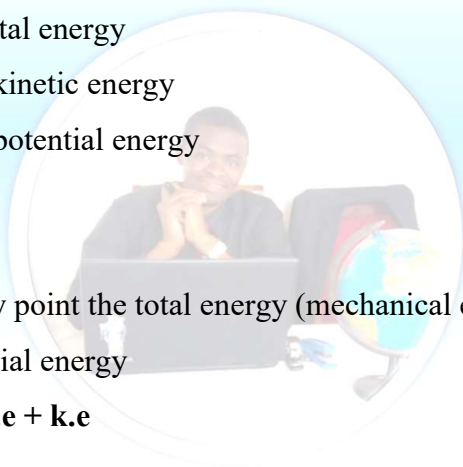 tal energy
kinetic energy
potential energy
y point the total energy (mechanical
ial energy
e + k.e